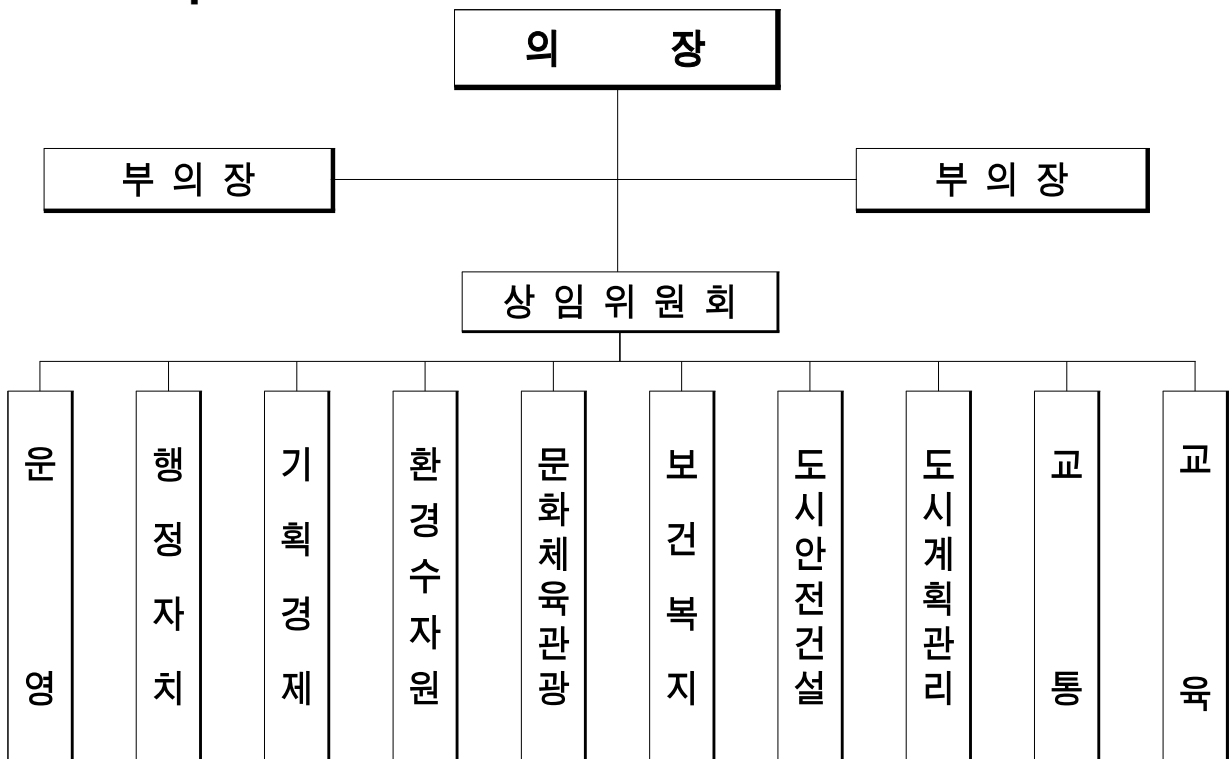 의 장
부 의 장
부 의 장
상 임 위 원 회
운영
행정자치
기획경제
환경수자원
문화체육관광
보건복지
도시안전건설
도시계획관리
교통
교육